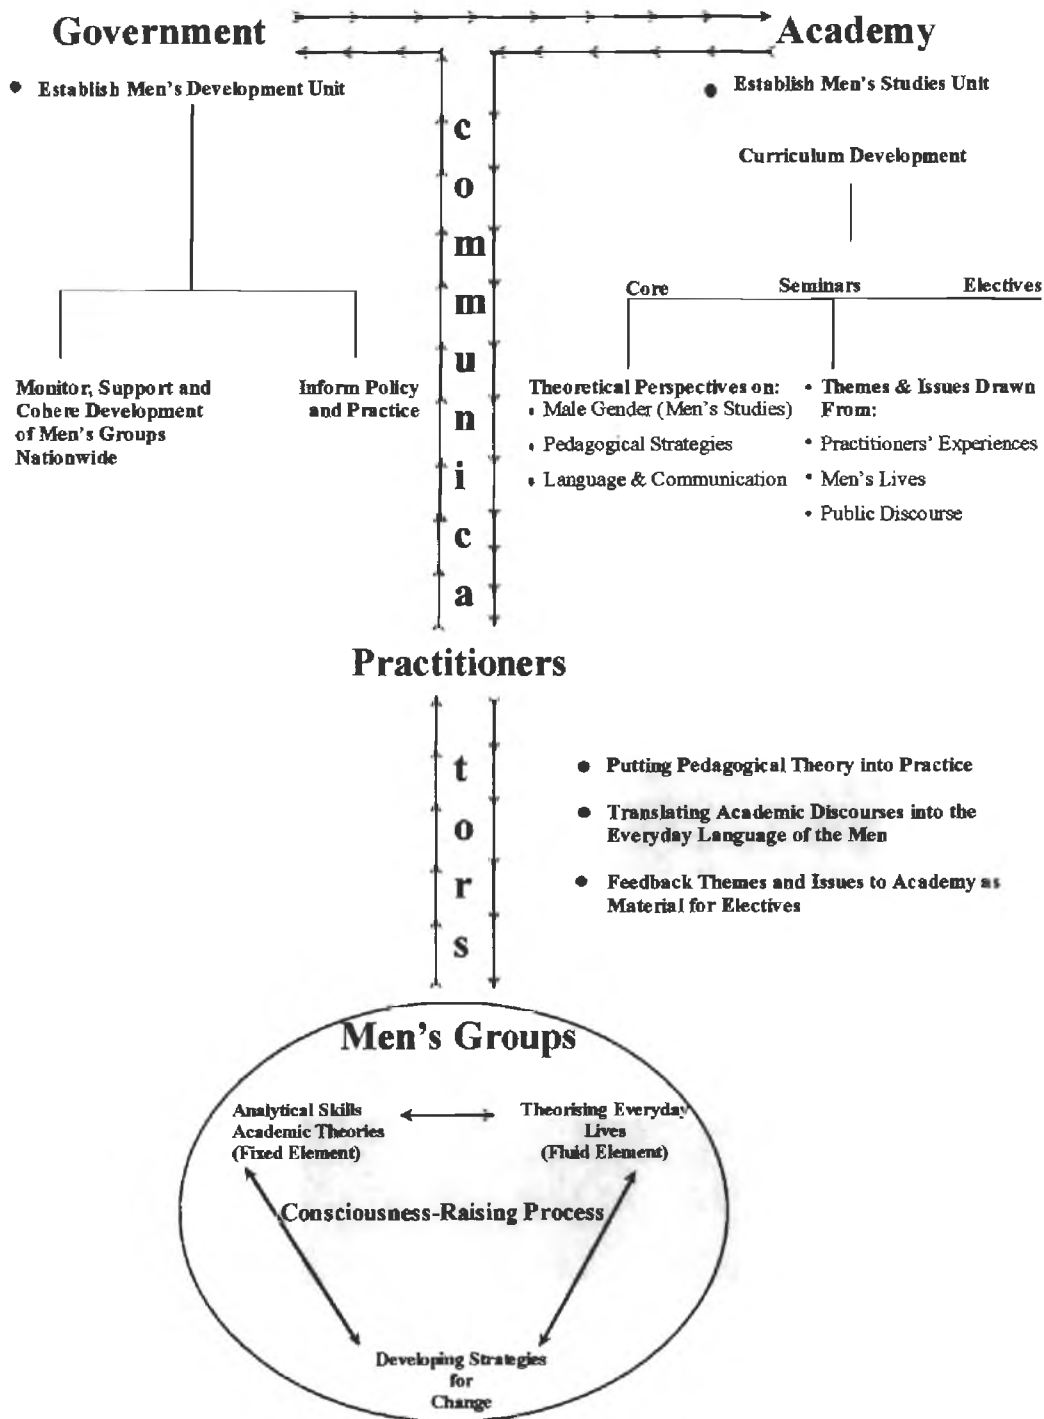 Government
Academy
• Establish Men's Development Unit
• Establish Men's Studies Unit
Curriculum Development
Core
Seminars
Electives
Monitor, Support and
Cohere Development
of Men's Groups
Nationwide
Inform Policy
and Practice
Theoretical Perspectives on:
• Male Gender (Men's Studies)
• Pedagogical Strategies
• Language & Communication
• Themes & Issues Drawn
From:
• Practitioners' Experiences
• Men's Lives
• Public Discourse
c
o
m
m
u
n
i
c
a
Practitioners
t
o
r
s
• Putting Pedagogical Theory into Practice
• Translating Academic Discourses into the
Everyday Language of the Men
• Feedback Themes and Issues to Academy as
Material for Electives
Men's Groups
Analytical Skills
Academic Theories
(Fixed Element)
Theorising Everyday
Lives
(Fluid Element)
Consciousness-Raising Process
Developing Strategies
for
Change